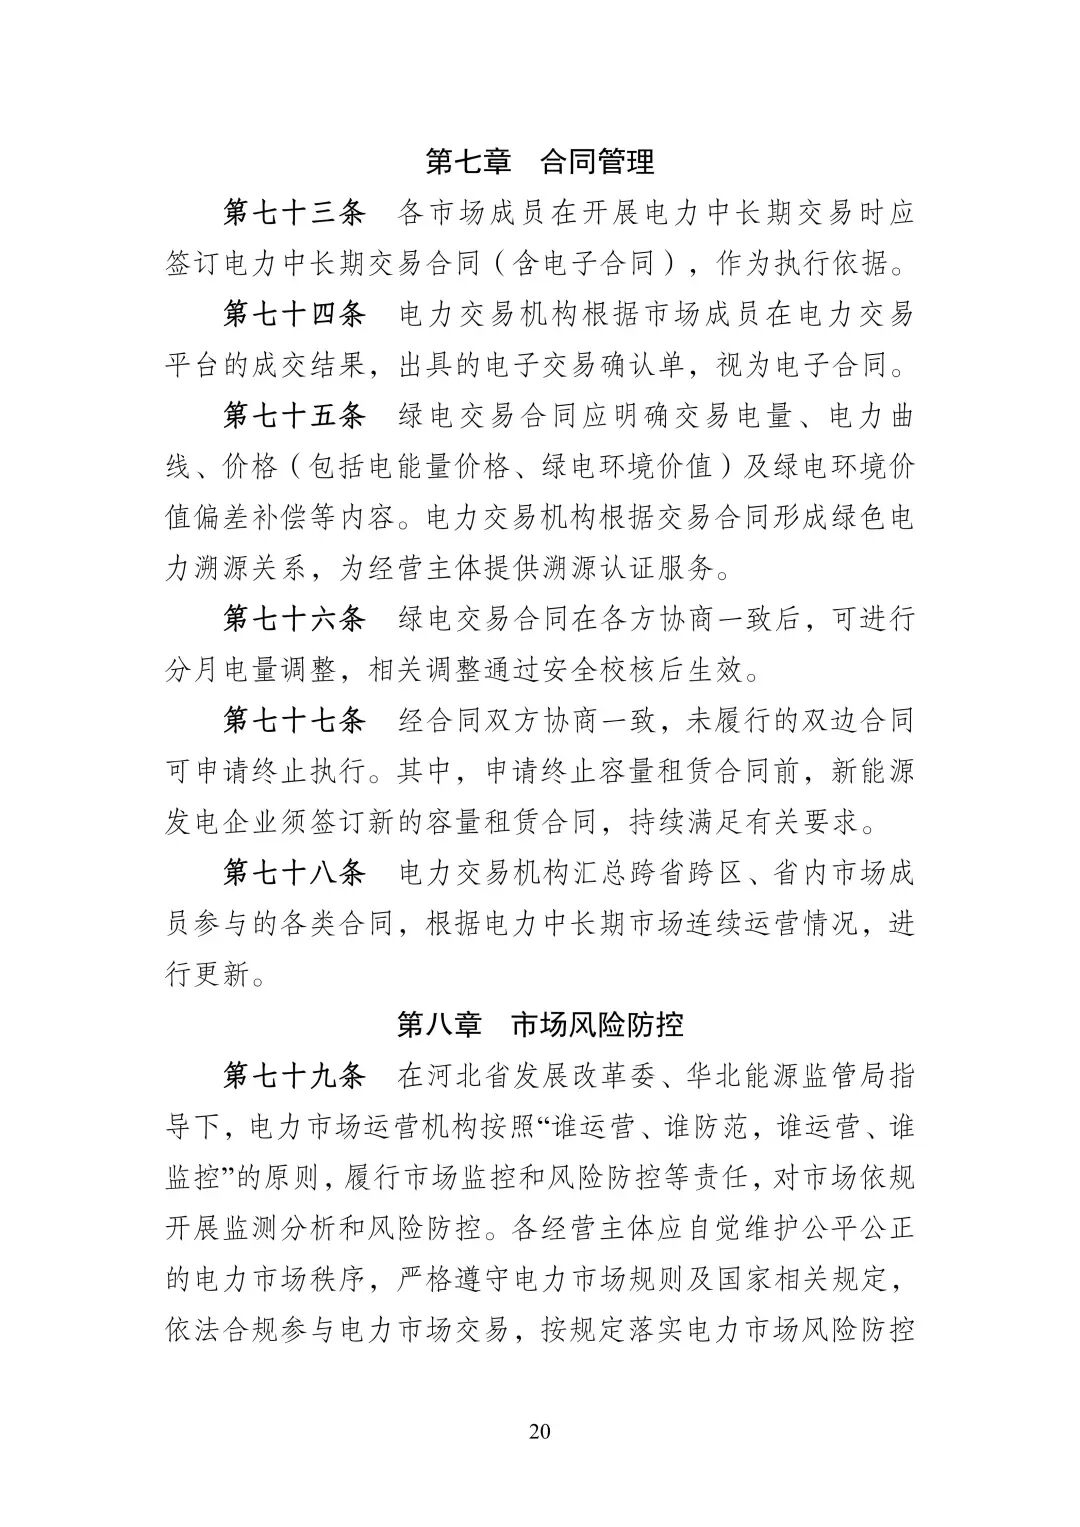 第七章　合同管理
第七十三条　各市场成员在开展电力中长期交易时应
签订电力中长期交易合同（含电子合同），作为执行依据。
第七十四条　电力交易机构根据市场成员在电力交易
平台的成交结果，出具的电子交易确认单，视为电子合同。
第七十五条　绿电交易合同应明确交易电量、电力曲
线、价格（包括电能量价格、绿电环境价值）及绿电环境价
值偏差补偿等内容。电力交易机构根据交易合同形成绿色电
力溯源关系，为经营主体提供溯源认证服务。
第七十六条　绿电交易合同在各方协商一致后，可进行
分月电量调整，相关调整通过安全校核后生效。
第七十七条　经合同双方协商一致，未履行的双边合同
可申请终止执行。其中，申请终止容量租赁合同前，新能源
发电企业须签订新的容量租赁合同，持续满足有关要求。
第七十八条　电力交易机构汇总跨省跨区、省内市场成
员参与的各类合同，根据电力中长期市场连续运营情况，进
行更新。
第八章　市场风险防控
第七十九条　在河北省发展改革委、华北能源监管局指
导下，电力市场运营机构按照“谁运营、谁防范，谁运营、谁
监控”的原则，履行市场监控和风险防控等责任，对市场依规
开展监测分析和风险防控。各经营主体应自觉维护公平公正
的电力市场秩序，严格遵守电力市场规则及国家相关规定，
依法合规参与电力市场交易，按规定落实电力市场风险防控
20